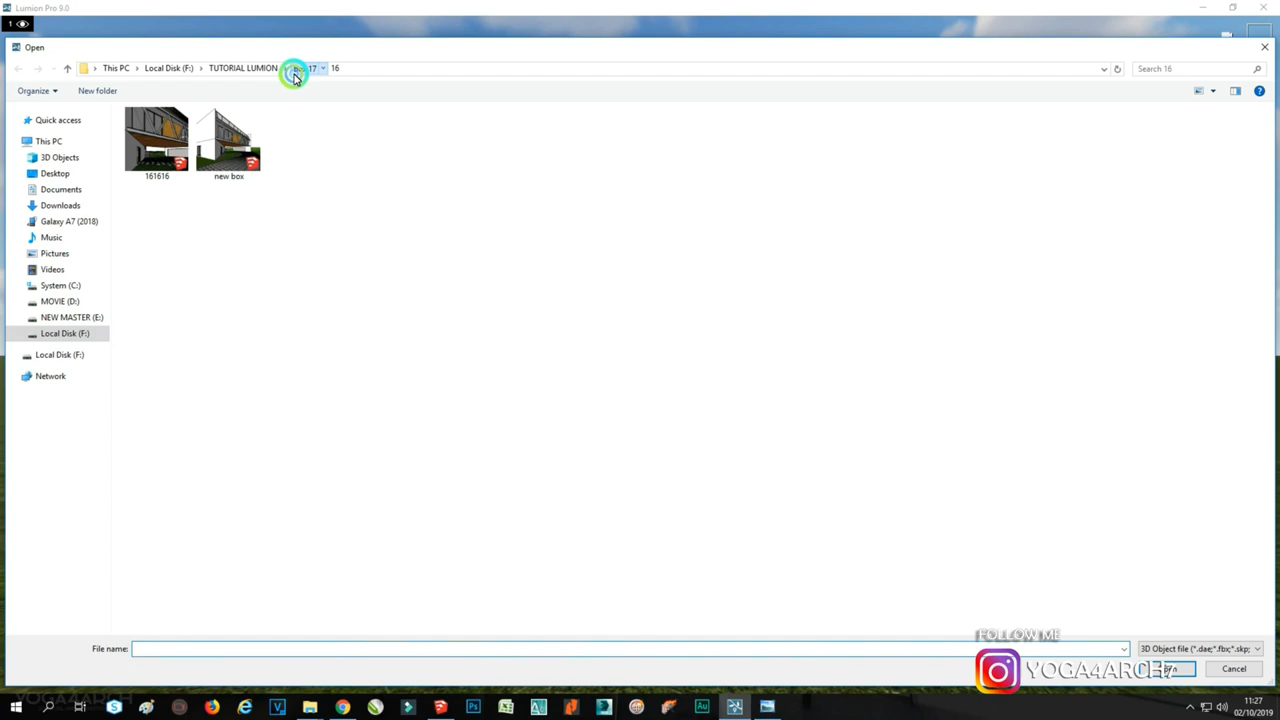 Lumion Pro 9.0
1
Open
This PC
Local Disk (F:)
TUTORIAL LUMION
17
16
Search 16
Organize
New folder
Quick access
This PC
3D Objects
Desktop
Documents
Downloads
Galaxy A7 (2018)
Music
Pictures
Videos
System (C:)
MOVIE (D:)
NEW MASTER (E:)
Local Disk (F:)
Local Disk (F:)
Network
161616
new box
File name:
3D Object file (*.dae;*.fbx;*.skp;
Cancel
FOLLOW ME
YOGA4ARCH7
YOGA4ARCH7
11:27
02/10/2019